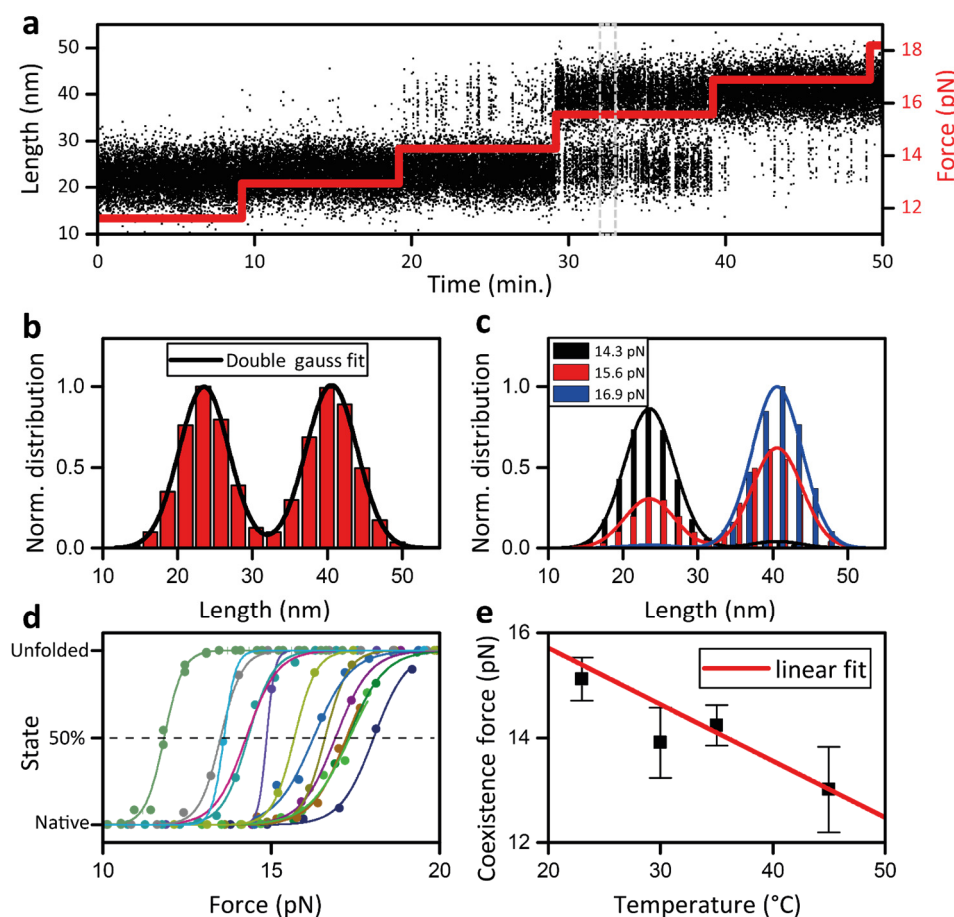 a
Length (nm)
50
40
30
20
10
18
16
14
12
Force (pN)
0
10
20
30
40
50
Time (min.)
b
Norm. distribution
1.0
0.5
0.0
Double gauss fit
10
20
30
40
50
Length (nm)
c
Norm. distribution
1.0
0.5
0.0
14.3 pN
15.6 pN
16.9 pN
10
20
30
40
50
Length (nm)
d
State
Unfolded
50%
Native
10
15
20
Force (pN)
e
Coexistence force (pN)
16
14
12
linear fit
20
30
40
50
Temperature (°C)